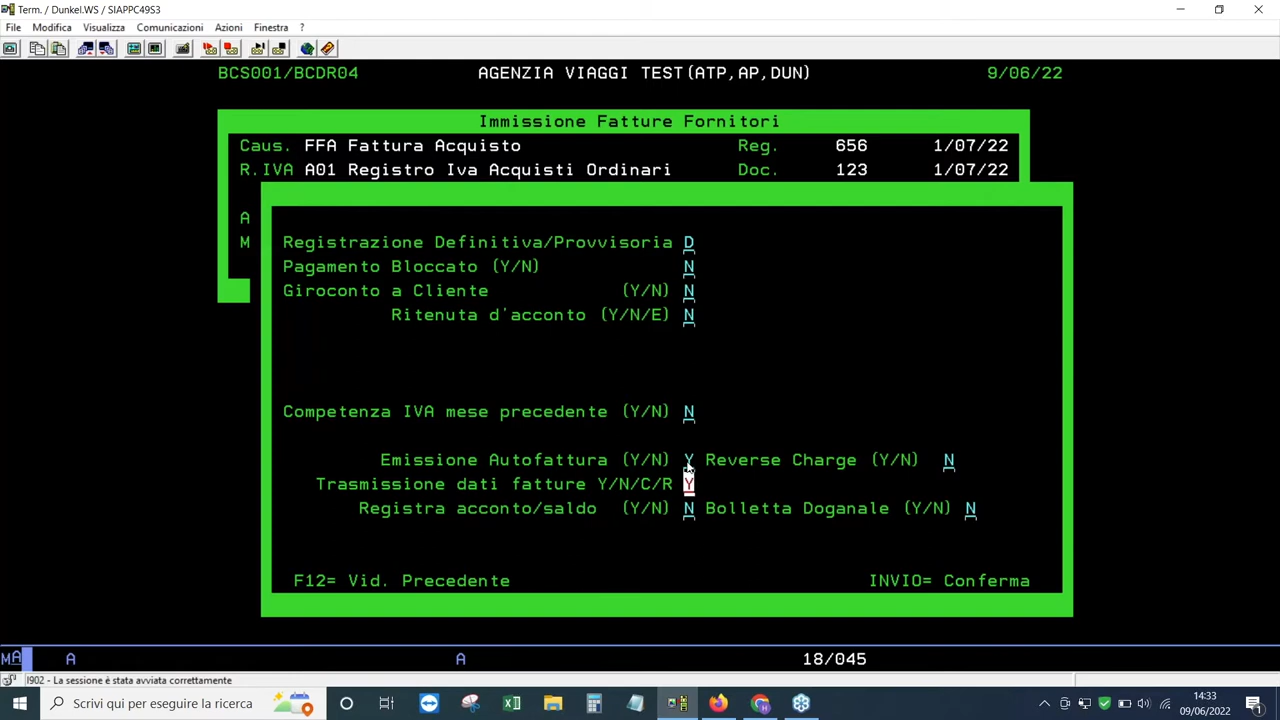 Term. / Dunkel.WS / SIAPPC49S3
File Modifica Visualizza Comunicazioni Azioni Finestra ?
BCS001/BCDR04 AGENZIA VIAGGI TEST(ATP,AP,DUN) 9/06/22
Immissione Fatture Fornitori
Caus. FFA Fattura Acquisto Reg. 656 1/07/22
R.IVA A01 Registro Iva Acquisti Ordinari Doc. 123 1/07/22
A
M
Registrazione Definitiva/Provvisoria D
Pagamento Bloccato (Y/N) N
Giroconto a Cliente (Y/N) N
Ritenuta d'acconto (Y/N/E) N
Competenza IVA mese precedente (Y/N) N
Emissione Autofattura (Y/N) Y Reverse Charge (Y/N) N
Trasmissione dati fatture Y/N/C/R Y
Registra acconto/saldo (Y/N) N Bolletta Doganale (Y/N) N
F12= Vid. Precedente INVIO= Conferma
MA A A 18/045
I902 - La sessione è stata avviata correttamente
Scrivi qui per eseguire la ricerca
14:33
09/06/2022
1